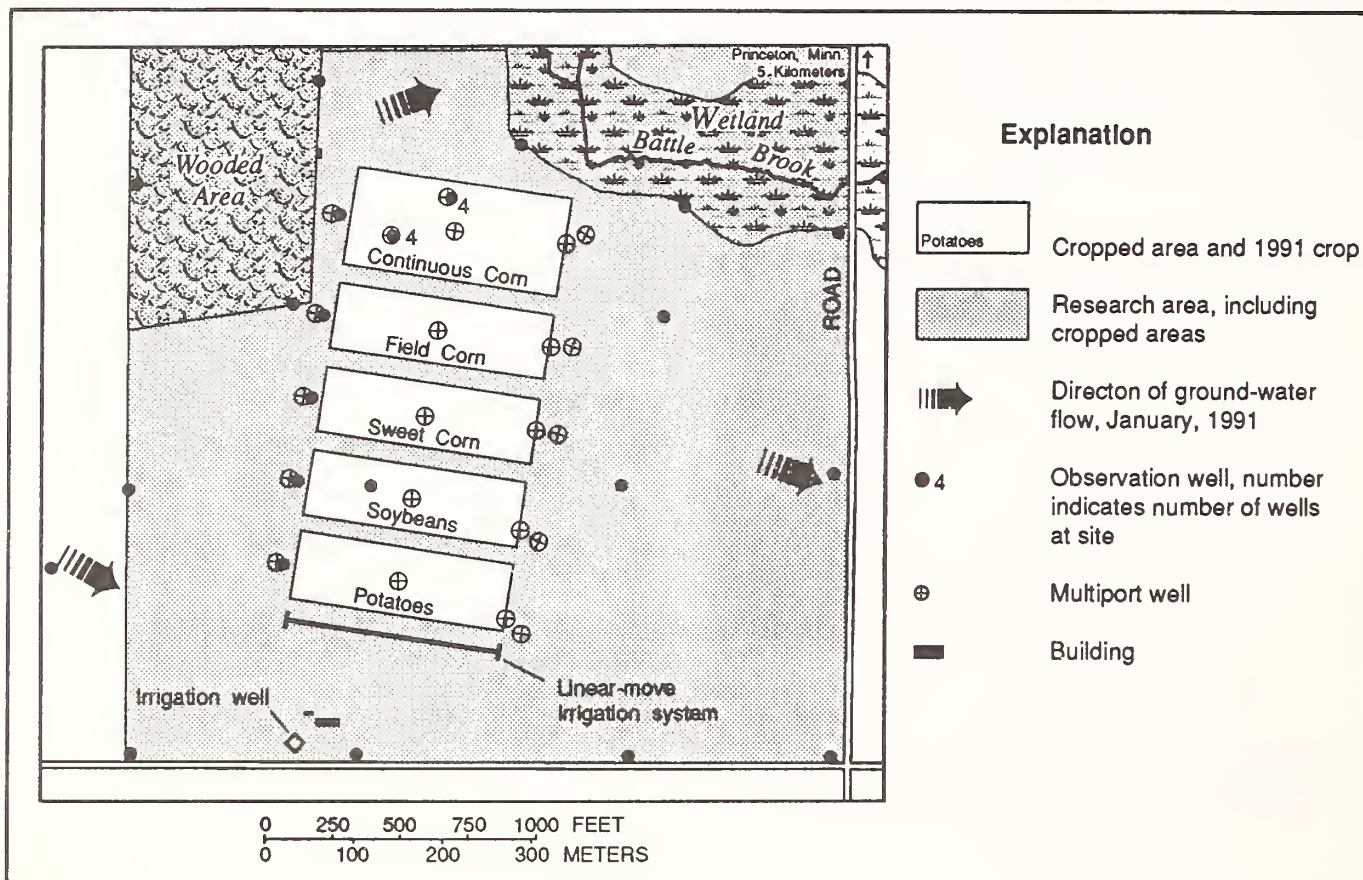 Princeton, Minn.
5 Kilometers
↑
Wooded
Area
Wetland
Battle Brook
4
4
Continuous Corn
Field Corn
Sweet Corn
Soybeans
Potatoes
ROAD
Irrigation well
Linear-move
Irrigation system
0 250 500 750 1000 FEET
0 100 200 300 METERS
Explanation
Potatoes
Cropped area and 1991 crop
Research area, including
cropped areas
Directon of ground-water
flow, January, 1991
4
Observation well, number
indicates number of wells
at site
Multiport well
Building